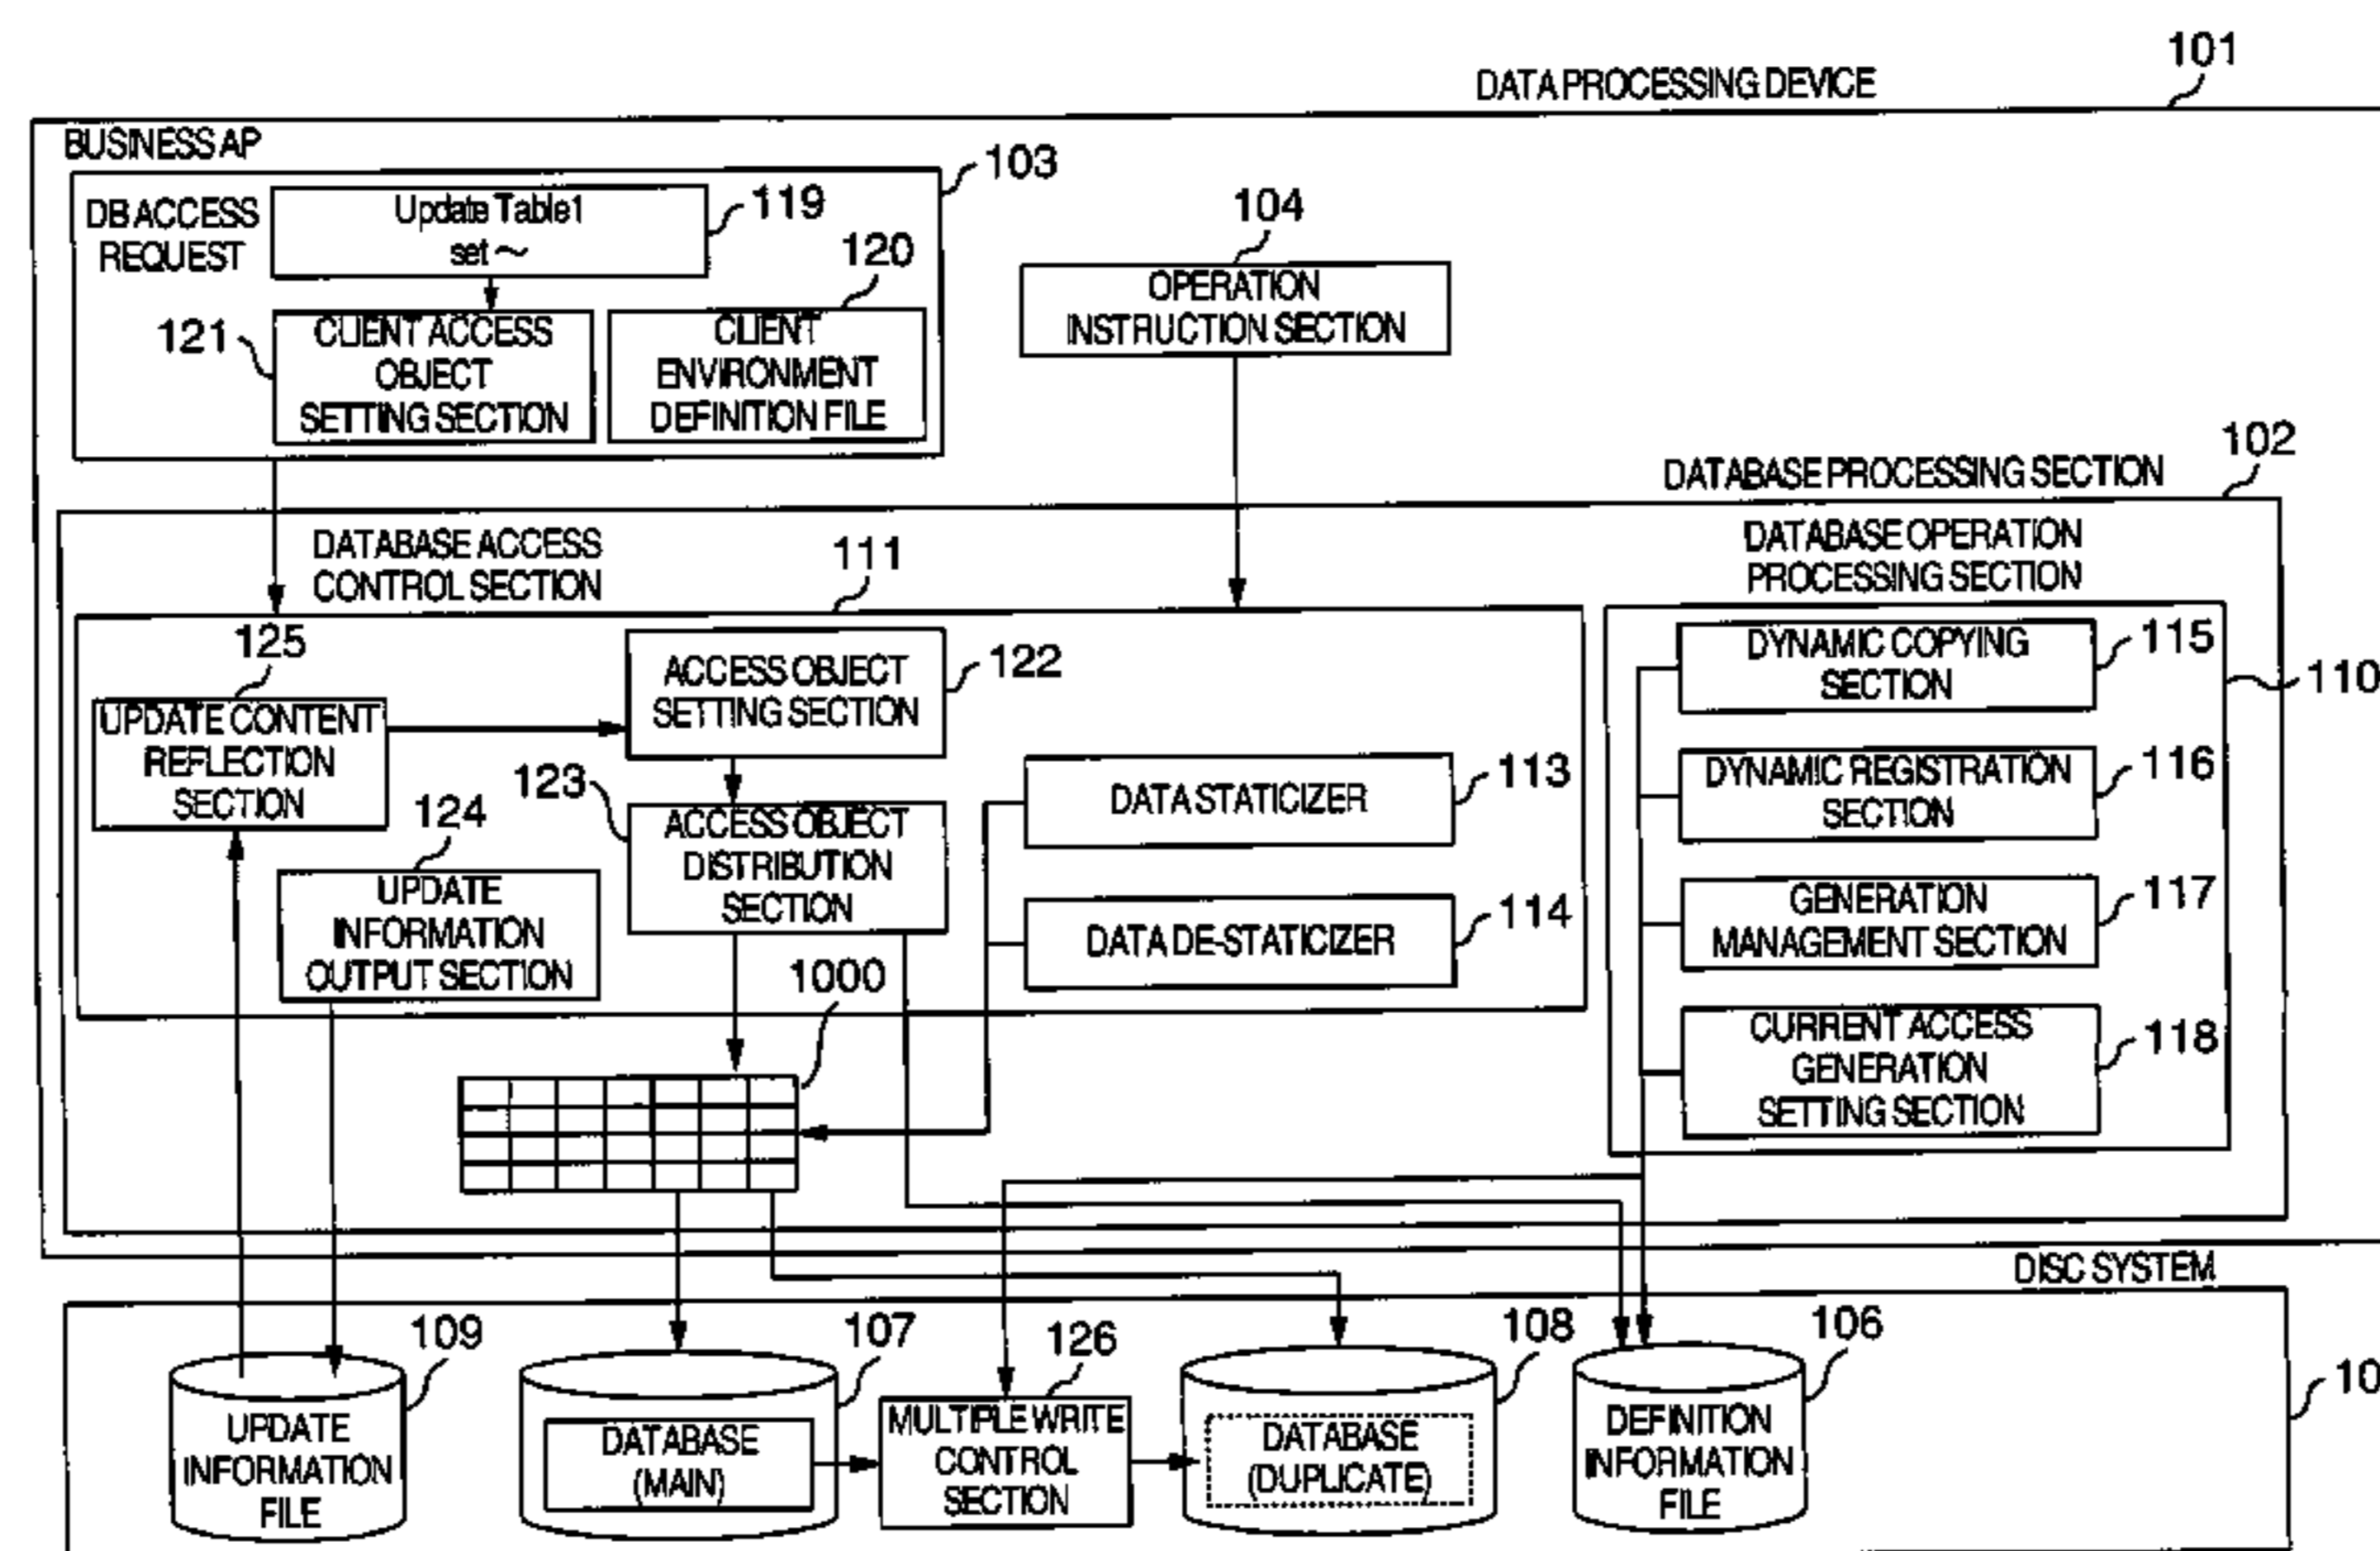 101
DATA PROCESSING DEVICE
BUSINESS AP
103
DB ACCESS
REQUEST
Update Table1
set ~
119
120
104
OPERATION
INSTRUCTION SECTION
121
CLIENT ACCESS
OBJECT
SETTING SECTION
CLIENT
ENVIRONMENT
DEFINITION FILE
102
DATABASE PROCESSING SECTION
DATABASE ACCESS
CONTROL SECTION
111
DATABASE OPERATION
PROCESSING SECTION
125
UPDATE CONTENT
REFLECTION
SECTION
ACCESS OBJECT
SETTING SECTION
122
DYNAMIC COPYING
SECTION
115
110
123
ACCESS OBJECT
DISTRIBUTION
SECTION
DATA STATICIZER
113
DYNAMIC REGISTRATION
SECTION
116
124
UPDATE
INFORMATION
OUTPUT SECTION
DATA DE-STATICIZER
114
GENERATION
MANAGEMENT SECTION
117
1000
CURRENT ACCESS
GENERATION
SETTING SECTION
118
DISC SYSTEM
109
UPDATE
INFORMATION
FILE
107
DATABASE
(MAIN)
126
MULTIPLE WRITE
CONTROL
SECTION
108
DATABASE
(DUPLICATE)
106
DEFINITION
INFORMATION
FILE